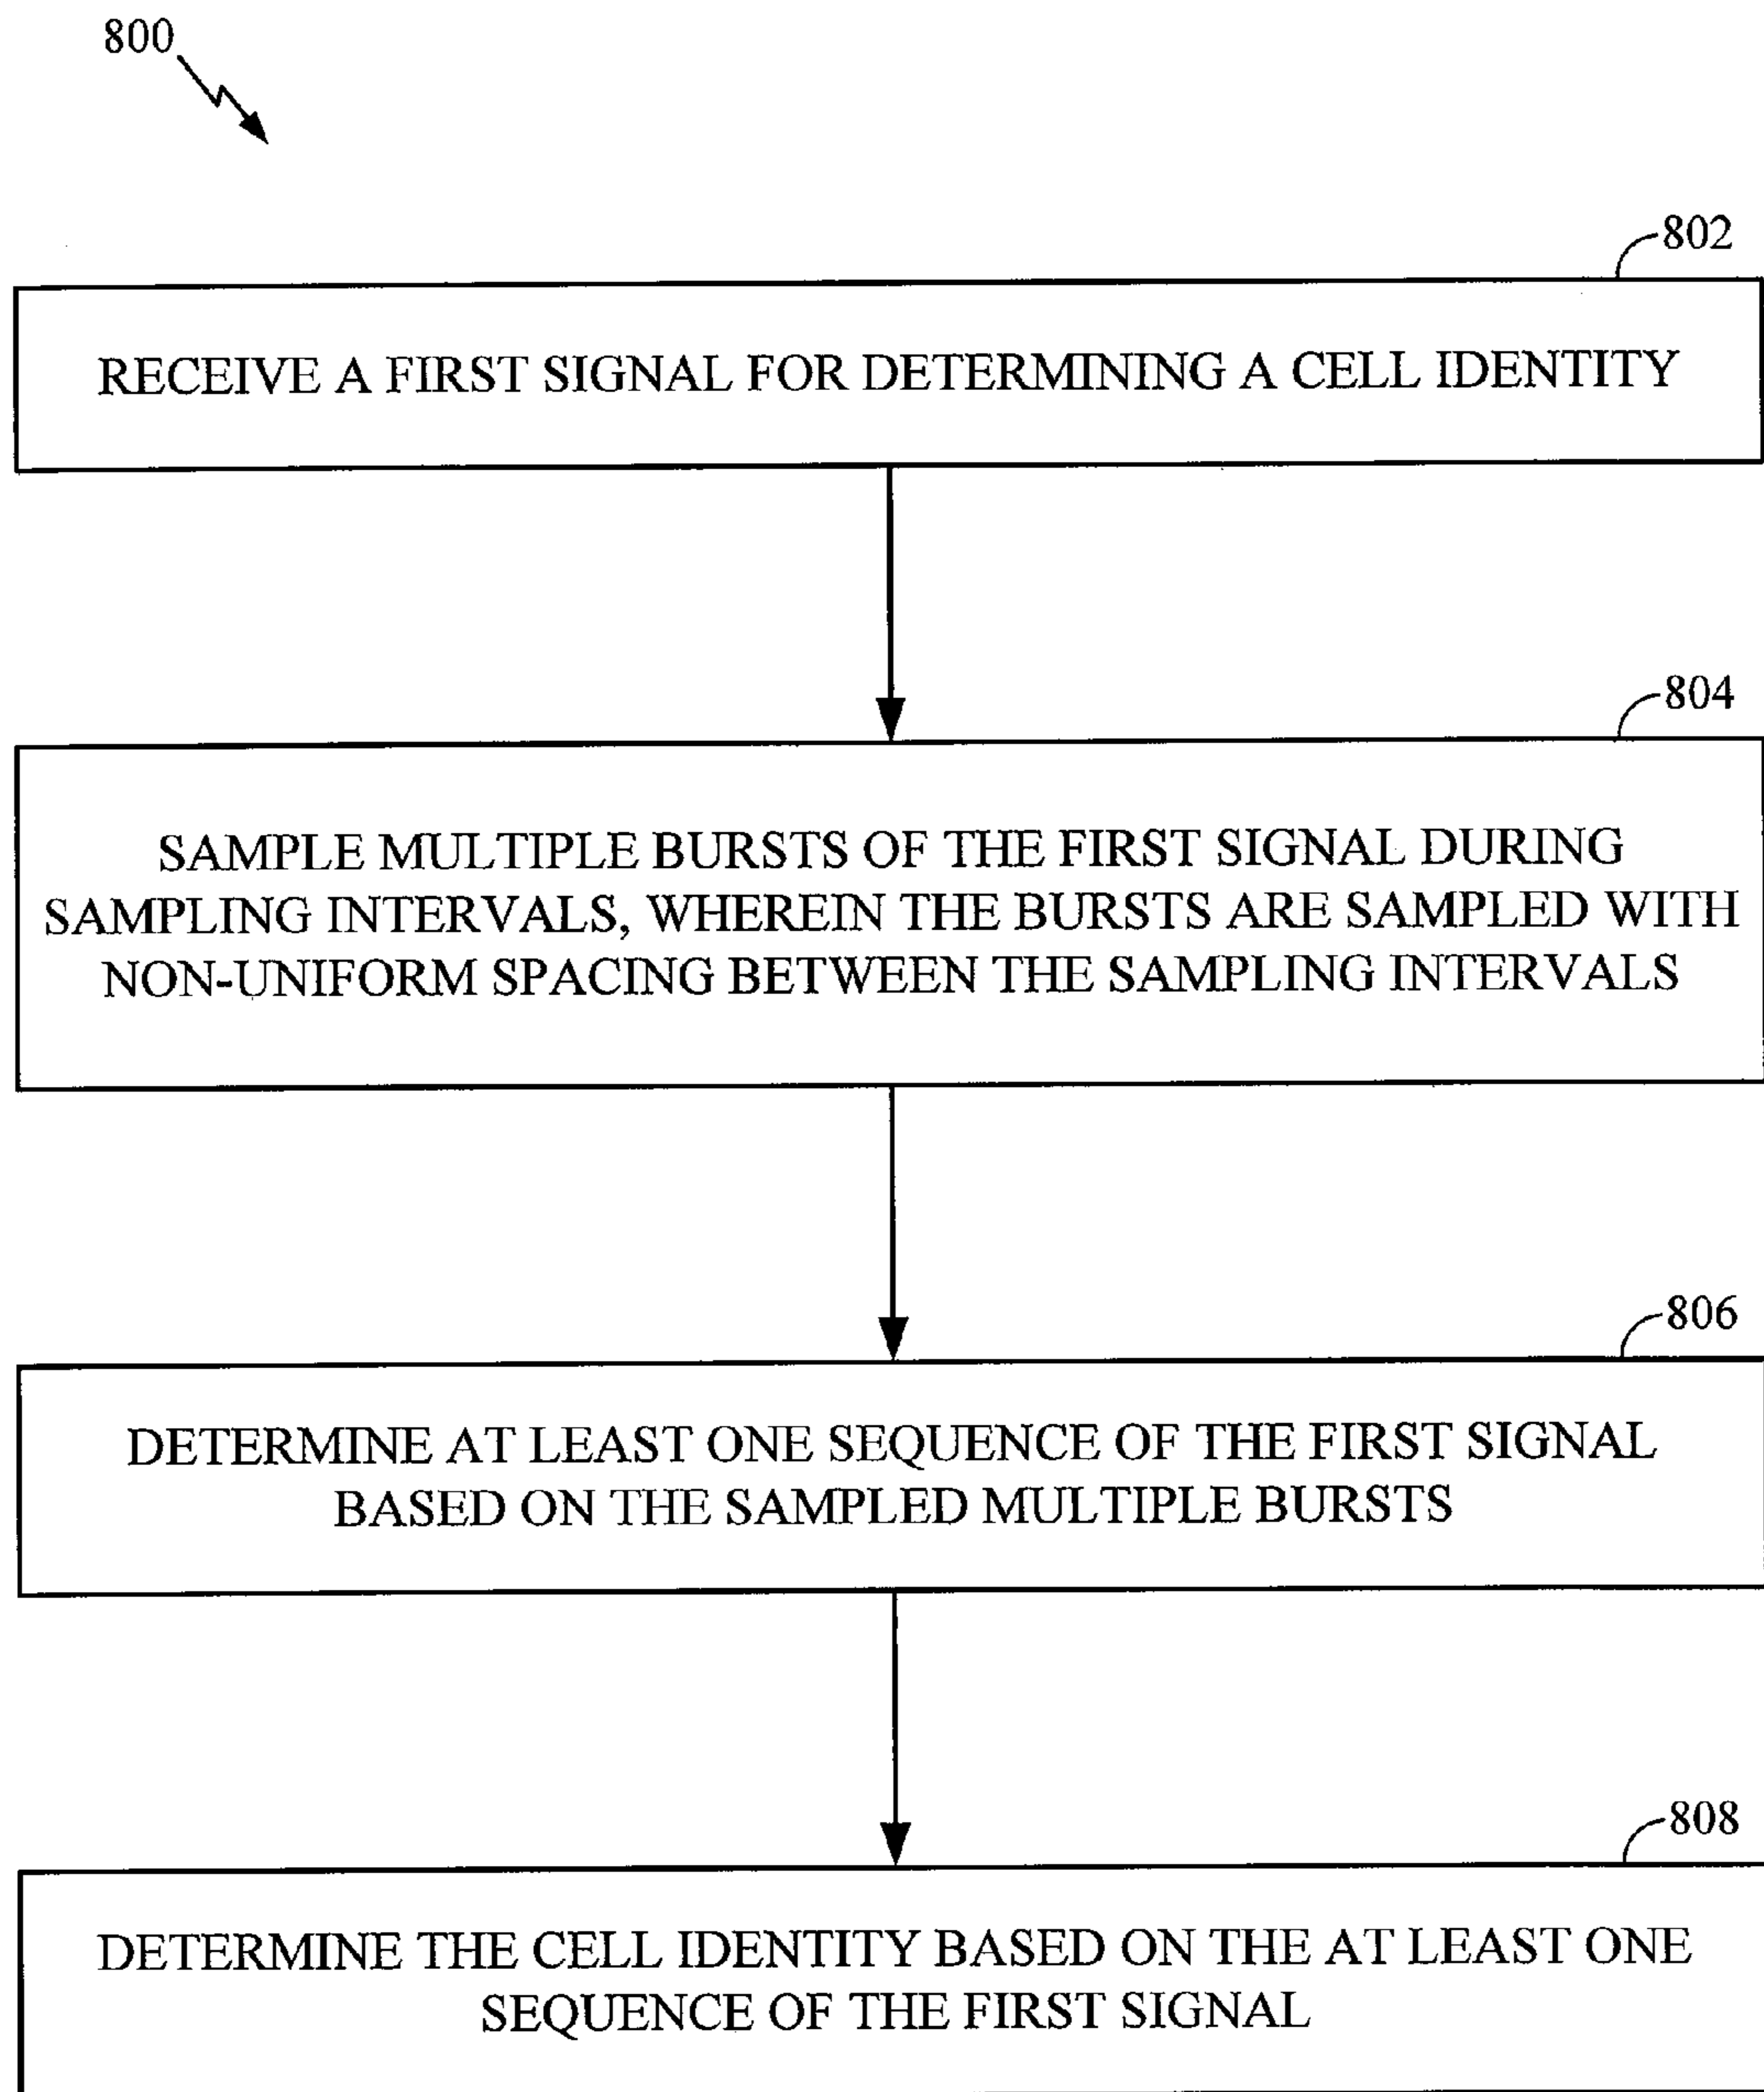 800
802
RECEIVE A FIRST SIGNAL FOR DETERMINING A CELL IDENTITY
804
SAMPLE MULTIPLE BURSTS OF THE FIRST SIGNAL DURING
SAMPLING INTERVALS, WHEREIN THE BURSTS ARE SAMPLED WITH
NON-UNIFORM SPACING BETWEEN THE SAMPLING INTERVALS
806
DETERMINE AT LEAST ONE SEQUENCE OF THE FIRST SIGNAL
BASED ON THE SAMPLED MULTIPLE BURSTS
808
DETERMINE THE CELL IDENTITY BASED ON THE AT LEAST ONE
SEQUENCE OF THE FIRST SIGNAL